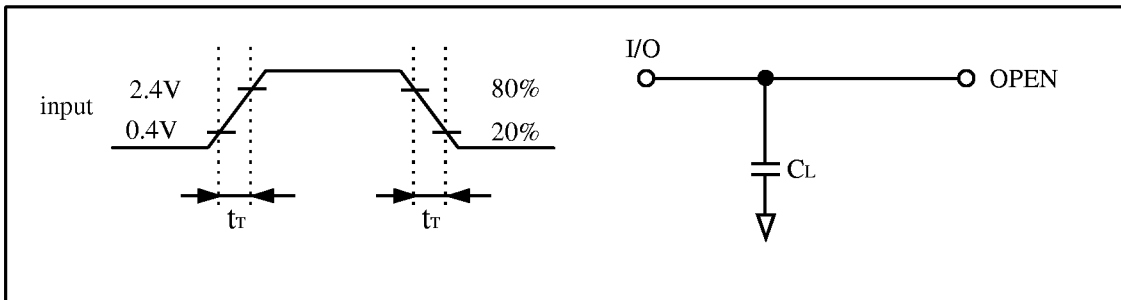 input
2.4V
0.4V
80%
20%
tT
tT
I/O
OPEN
CL